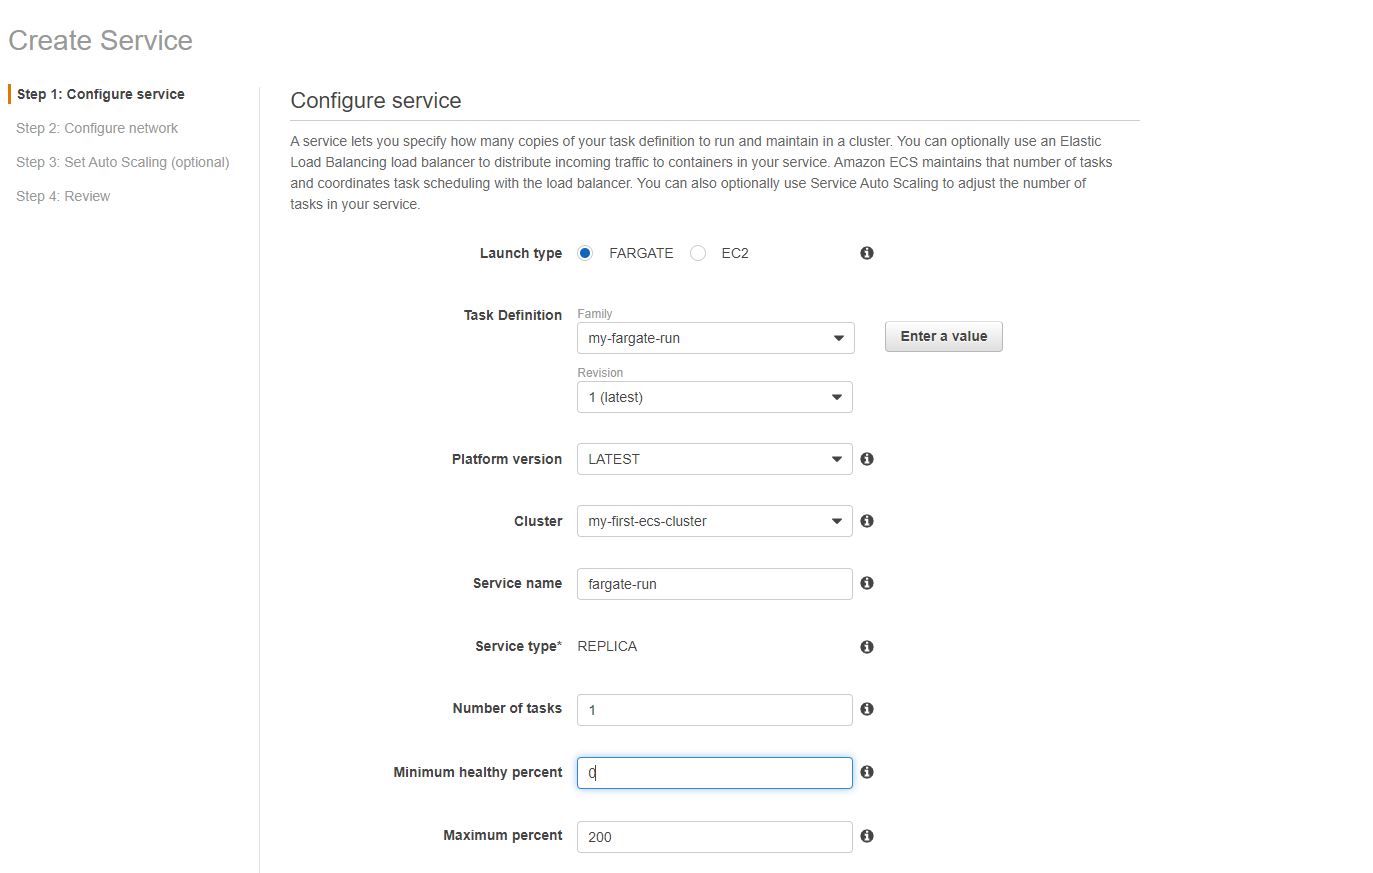 Create Service
Step 1: Configure service
Step 2: Configure network
Step 3: Set Auto Scaling (optional)
Step 4: Review
Configure service
A service lets you specify how many copies of your task definition to run and maintain in a cluster. You can optionally use an Elastic
Load Balancing load balancer to distribute incoming traffic to containers in your service. Amazon ECS maintains that number of tasks
and coordinates task scheduling with the load balancer. You can also optionally use Service Auto Scaling to adjust the number of
tasks in your service.
Launch type FARGATE EC2
Task Definition Family
my-fargate-run Enter a value
Revision
1 (latest)
Platform version LATEST
Cluster my-first-ecs-cluster
Service name fargate-run
Service type* REPLICA
Number of tasks 1
Minimum healthy percent 0
Maximum percent 200